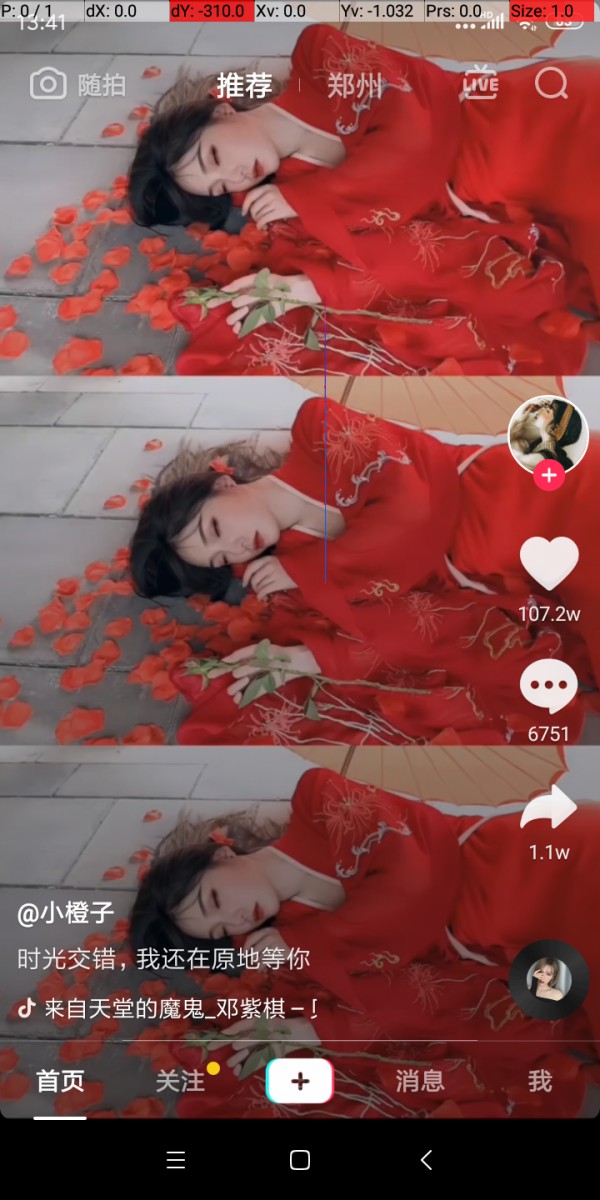 P: 0 / 1 dX: 0.0 dY: -310.0 Xv: 0.0 Yv: -1.032 Prs: 0.0 Size: 1.0
13:41 HD
随拍 推荐 郑州 LIVE
107.2w
6751
1.1w
@小橙子
时光交错，我还在原地等你
来自天堂的魔鬼_邓紫棋 –
首页 关注 消息 我